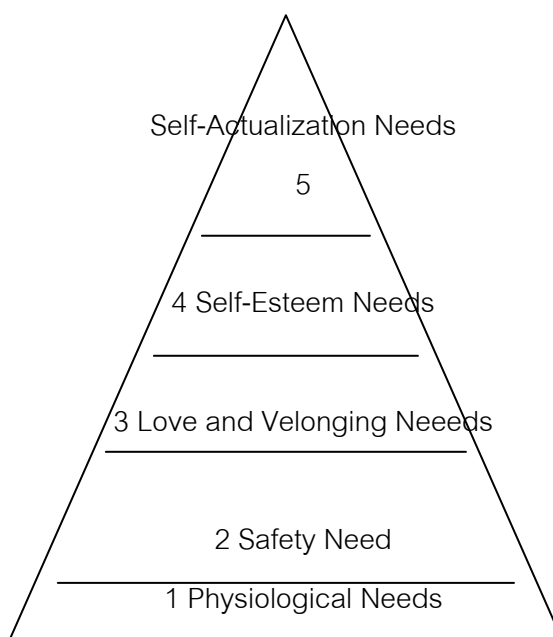 Self-Actualization Needs
5
4 Self-Esteem Needs
3 Love and Velonging Neeeds
2 Safety Need
1 Physiological Needs